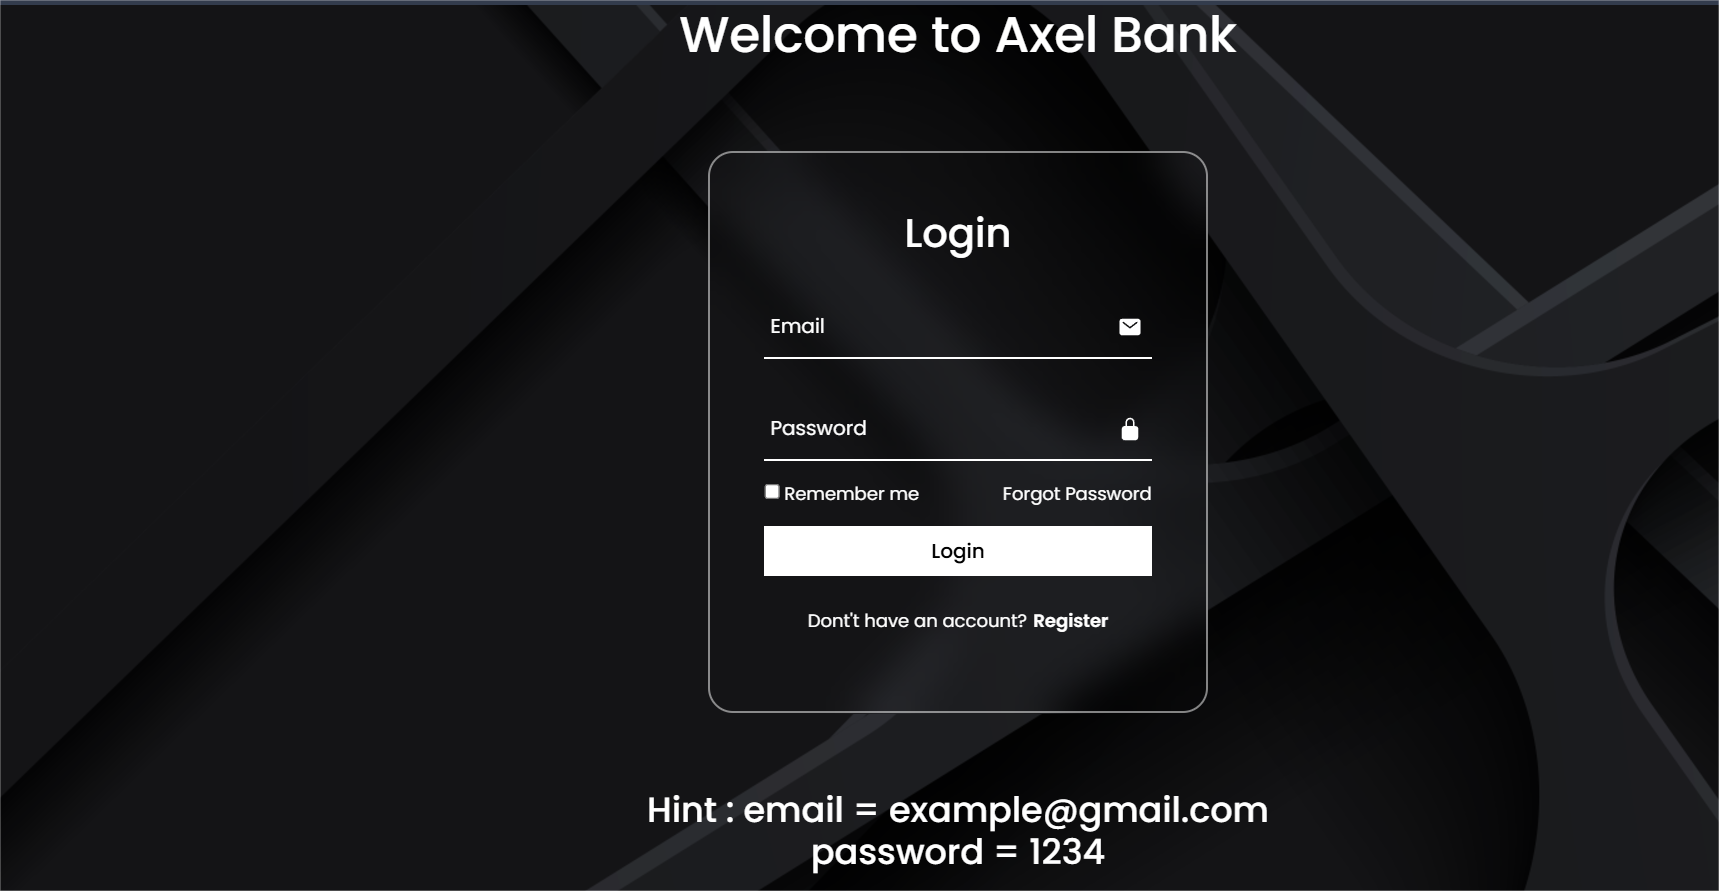 Welcome to Axel Bank
Login
Email
Password
Remember me Forgot Password
Login
Don't have an account? Register
Hint : email = example@gmail.com
password = 1234